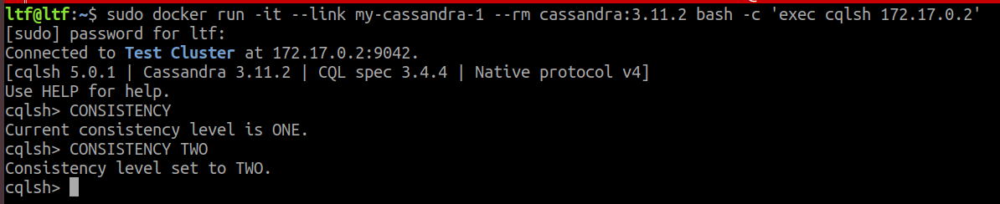 ltf@ltf:~$ sudo docker run -it --link my-cassandra-1 --rm cassandra:3.11.2 bash -c 'exec cqlsh 172.17.0.2'
[sudo] password for ltf:
Connected to Test Cluster at 172.17.0.2:9042.
[cqlsh 5.0.1 | Cassandra 3.11.2 | CQL spec 3.4.4 | Native protocol v4]
Use HELP for help.
cqlsh> CONSISTENCY
Current consistency level is ONE.
cqlsh> CONSISTENCY TWO
Consistency level set to TWO.
cqlsh>